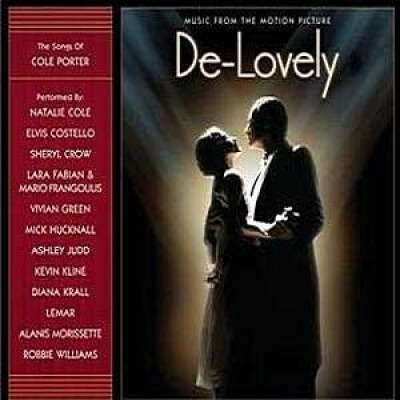 The Songs Of
COLE PORTER
Performed By:
NATALIE COLE
ELVIS COSTELLO
SHERYL CROW
LARA FABIAN &
MARIO FRANGOULIS
VIVIAN GREEN
MICK HUCKNALL
ASHLEY JUDD
KEVIN KLINE
DIANA KRALL
LEMAR
ALANIS MORISSETTE
ROBBIE WILLIAMS
MUSIC FROM THE MOTION PICTURE
De-Lovely